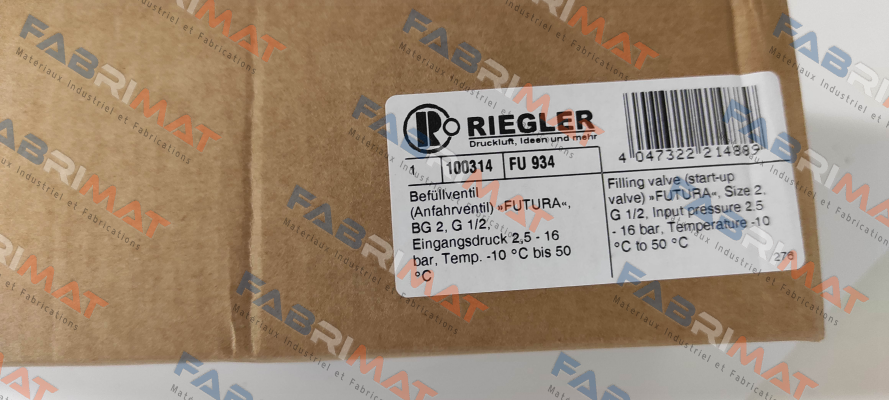 RIEGLER
Druckluft, Ideen und mehr
4 047322 214889
1 100314 FU 934
Befüllventil
(Anfahrventil) »FUTURA«,
BG 2, G 1/2,
Eingangsdruck 2,5 - 16
bar, Temp. -10 °C bis 50
°C
Filling valve (start-up
valve) »FUTURA«, Size 2,
G 1/2, Input pressure 2.5
- 16 bar, Temperature -10
°C to 50 °C
276
FABRIMAT
Materiaux Industriel et Fabrications